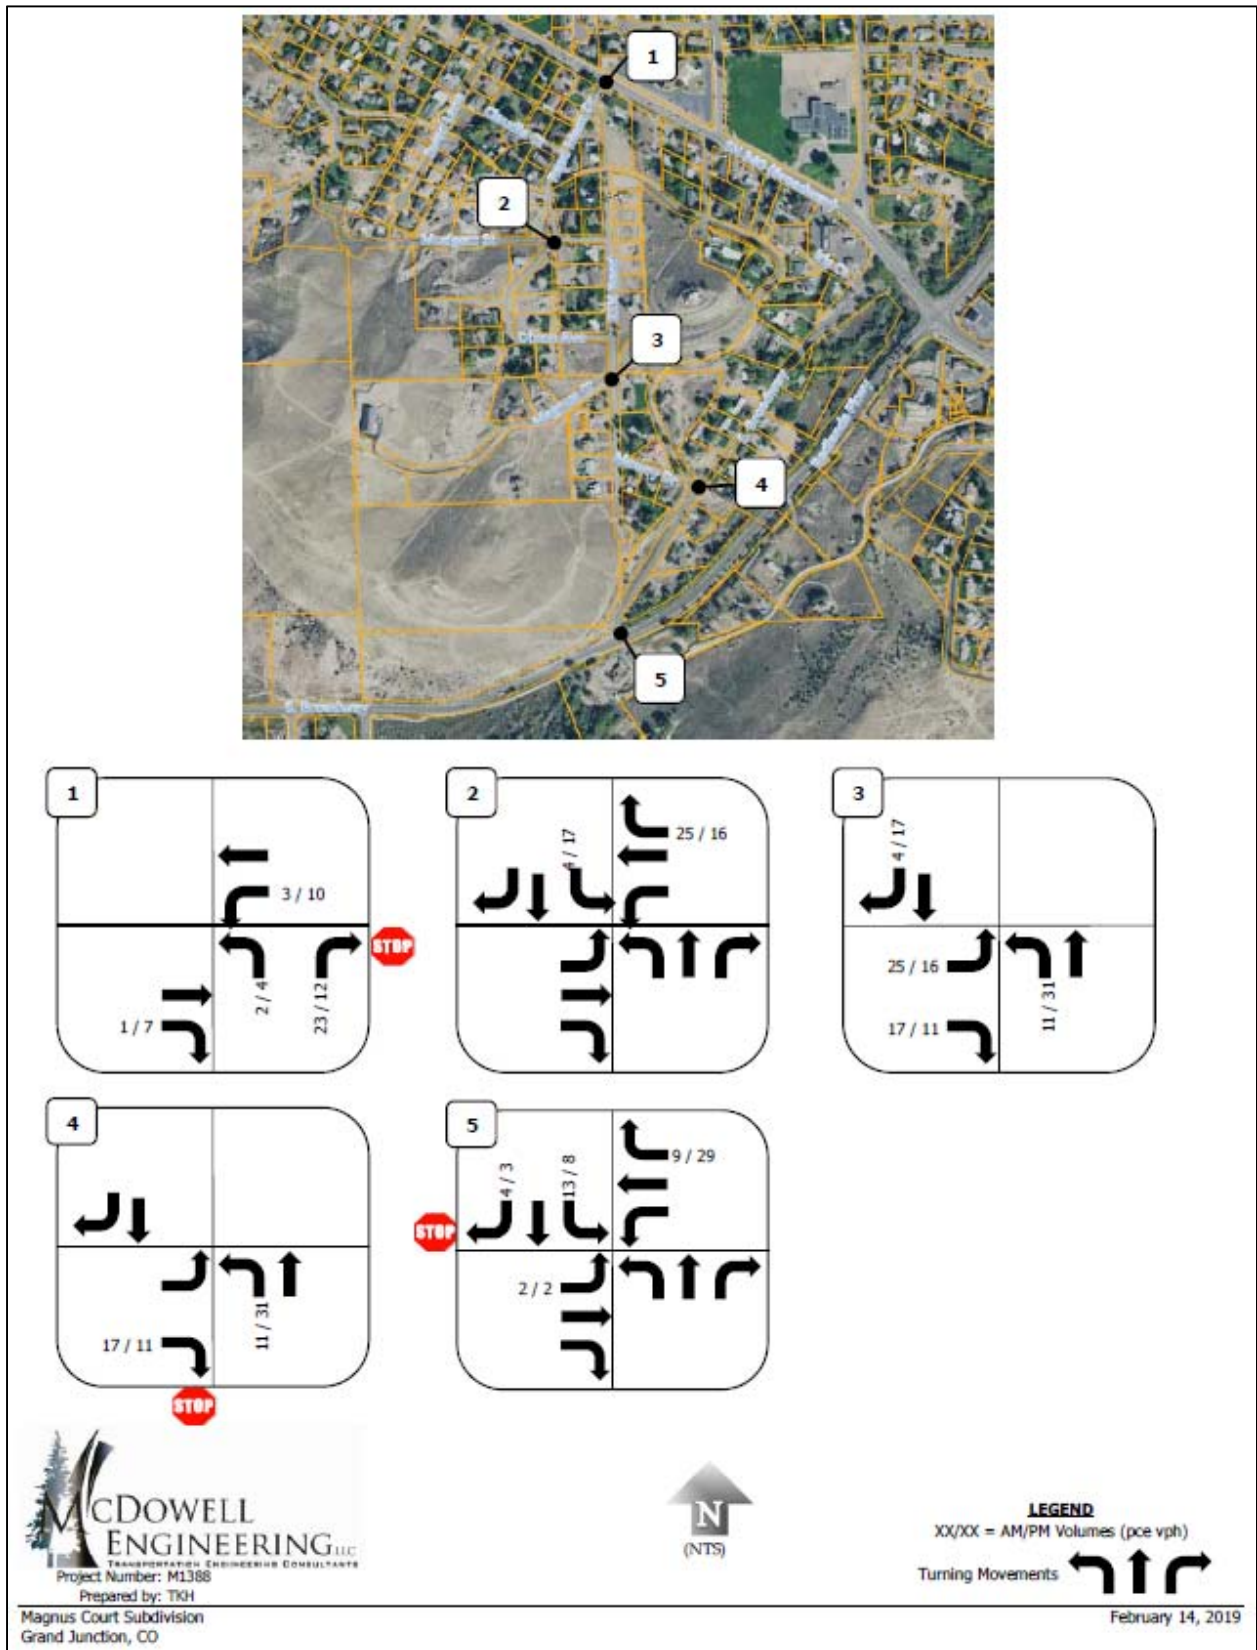 1
2
3
Dixon Ave
4
5
1
3 / 10
STOP
1 / 7
2 / 4
23 / 12
2
4 / 17
25 / 16
3
4 / 17
25 / 16
17 / 11
11 / 31
4
17 / 11
11 / 31
STOP
5
4 / 3
13 / 8
9 / 29
STOP
2 / 2
MCDOWELL
ENGINEERING LLC
TRANSPORTATION ENGINEERING CONSULTANTS
Project Number: M1388
Prepared by: TKH
Magnus Court Subdivision
Grand Junction, CO
N
(NTS)
LEGEND
XX/XX = AM/PM Volumes (pce vph)
Turning Movements
February 14, 2019